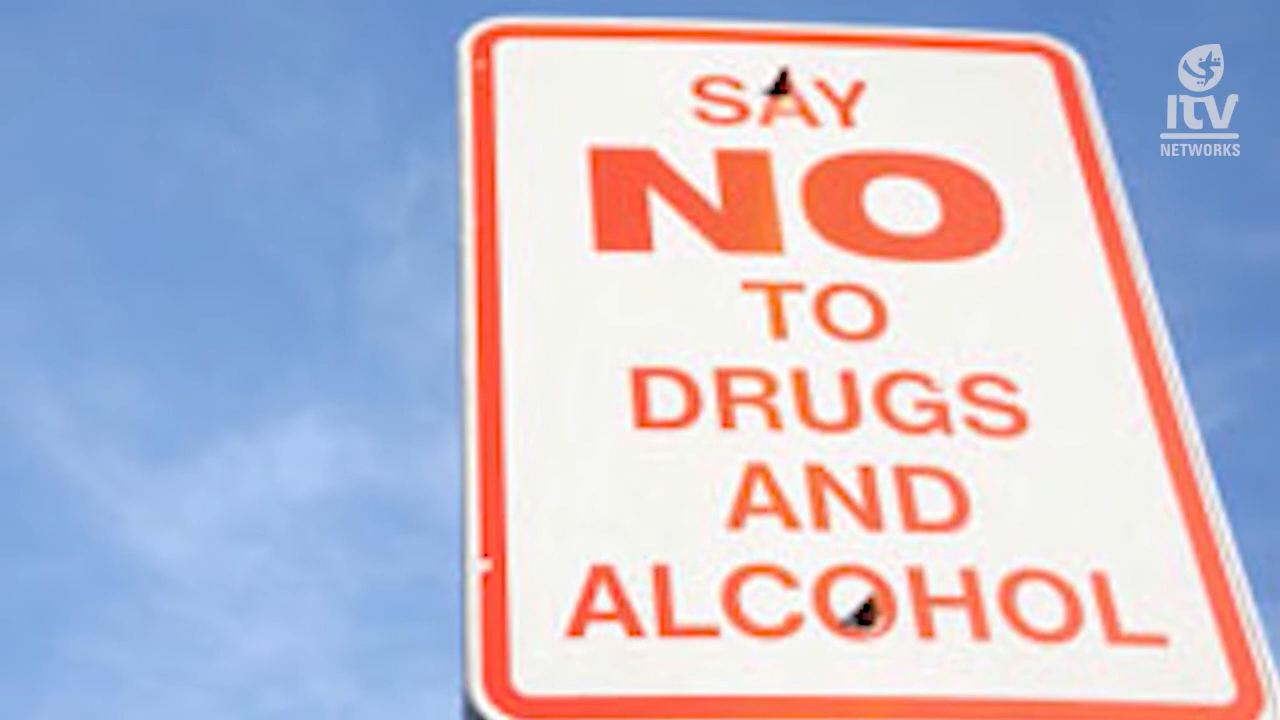 SAY
NO
TO
DRUGS
AND
ALCOHOL
ITV
NETWORKS